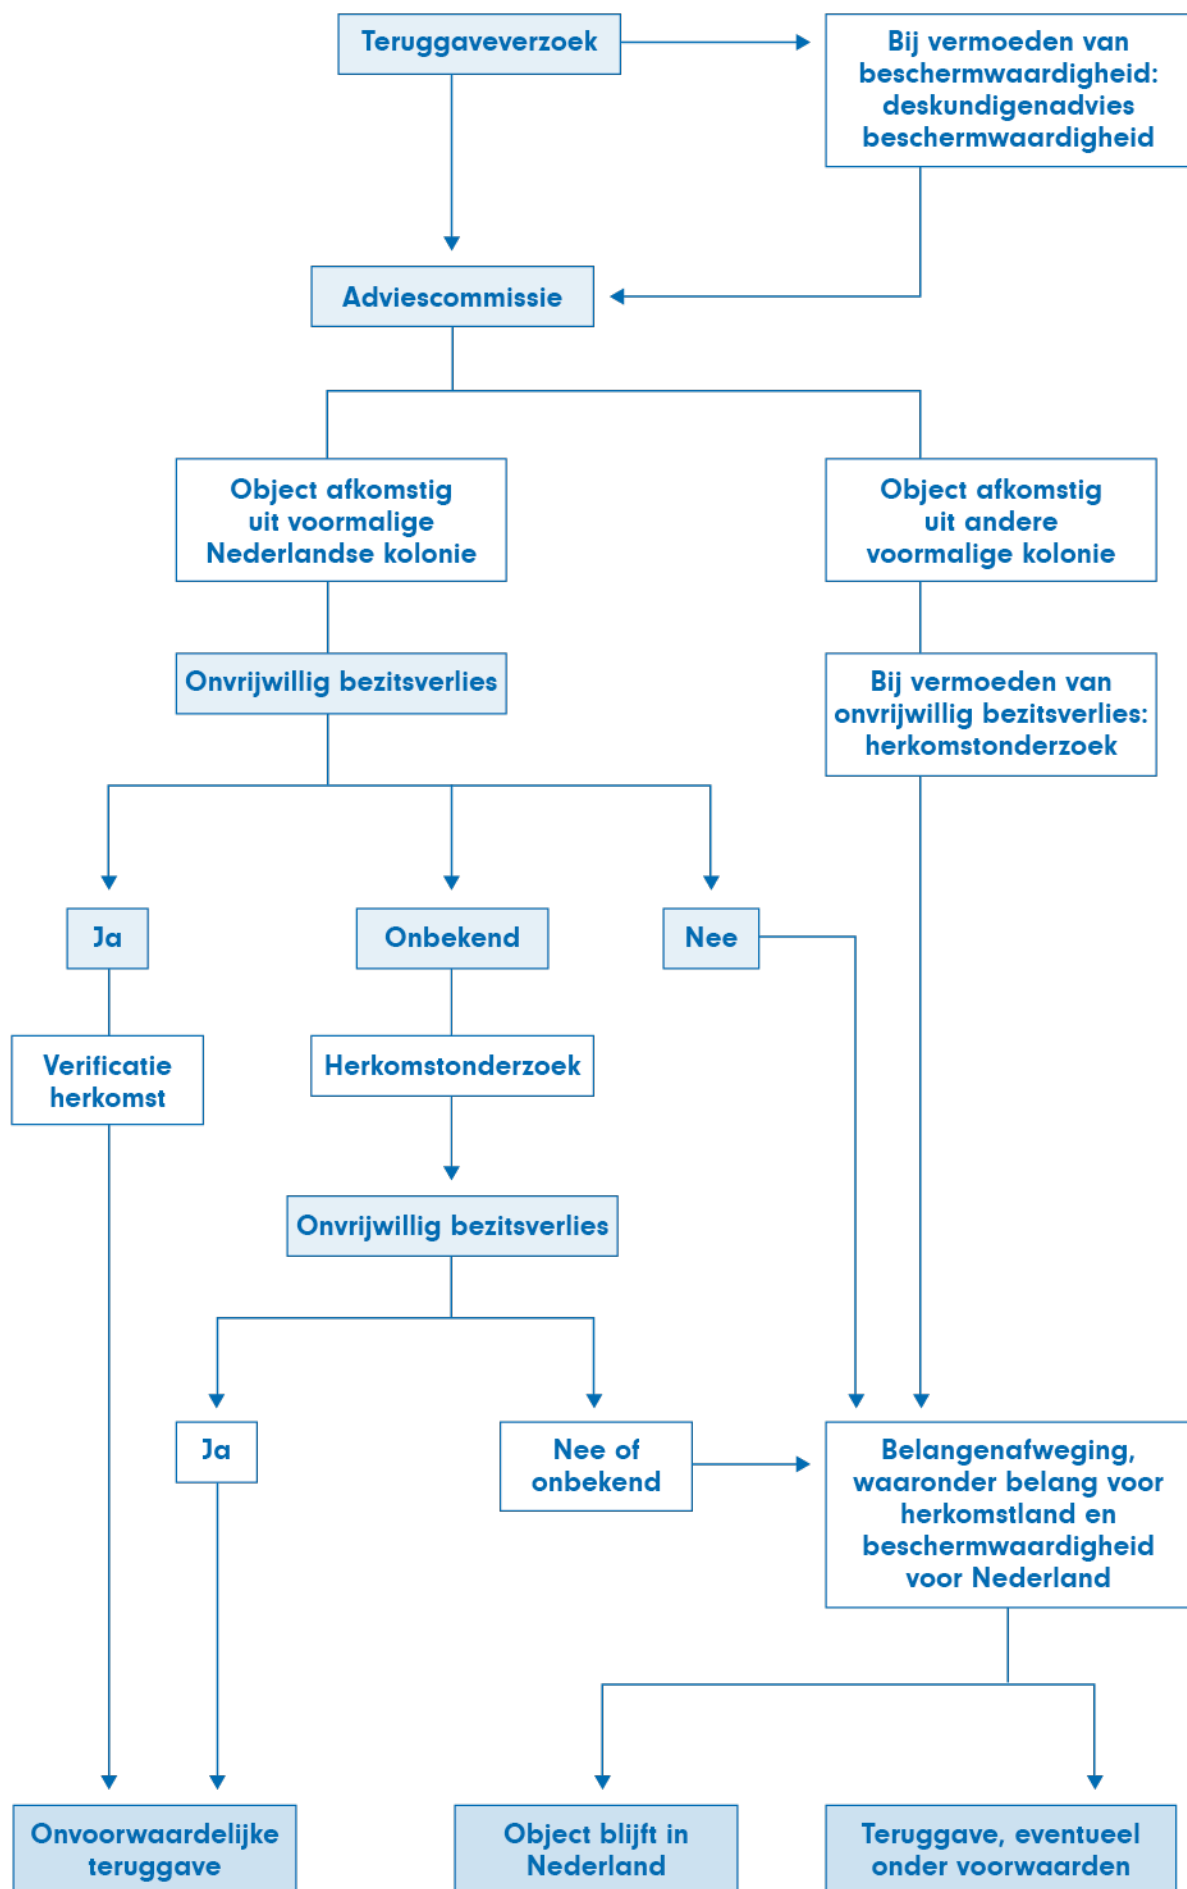 Teruggaveverzoek
Bij vermoeden van
beschermwaardigheid:
deskundigenadvies
beschermwaardigheid
Adviescommissie
Object afkomstig
uit voormalige
Nederlandse kolonie
Object afkomstig
uit andere
voormalige kolonie
Onvrijwillig bezitsverlies
Bij vermoeden van
onvrijwillig bezitsverlies:
herkomstonderzoek
Ja
Onbekend
Nee
Verificatie
herkomst
Herkomstonderzoek
Onvrijwillig bezitsverlies
Ja
Nee of
onbekend
Belangenafweging,
waaronder belang voor
herkomstland en
beschermwaardigheid
voor Nederland
Onvoorwaardelijke
teruggave
Object blijft in
Nederland
Teruggave, eventueel
onder voorwaarden